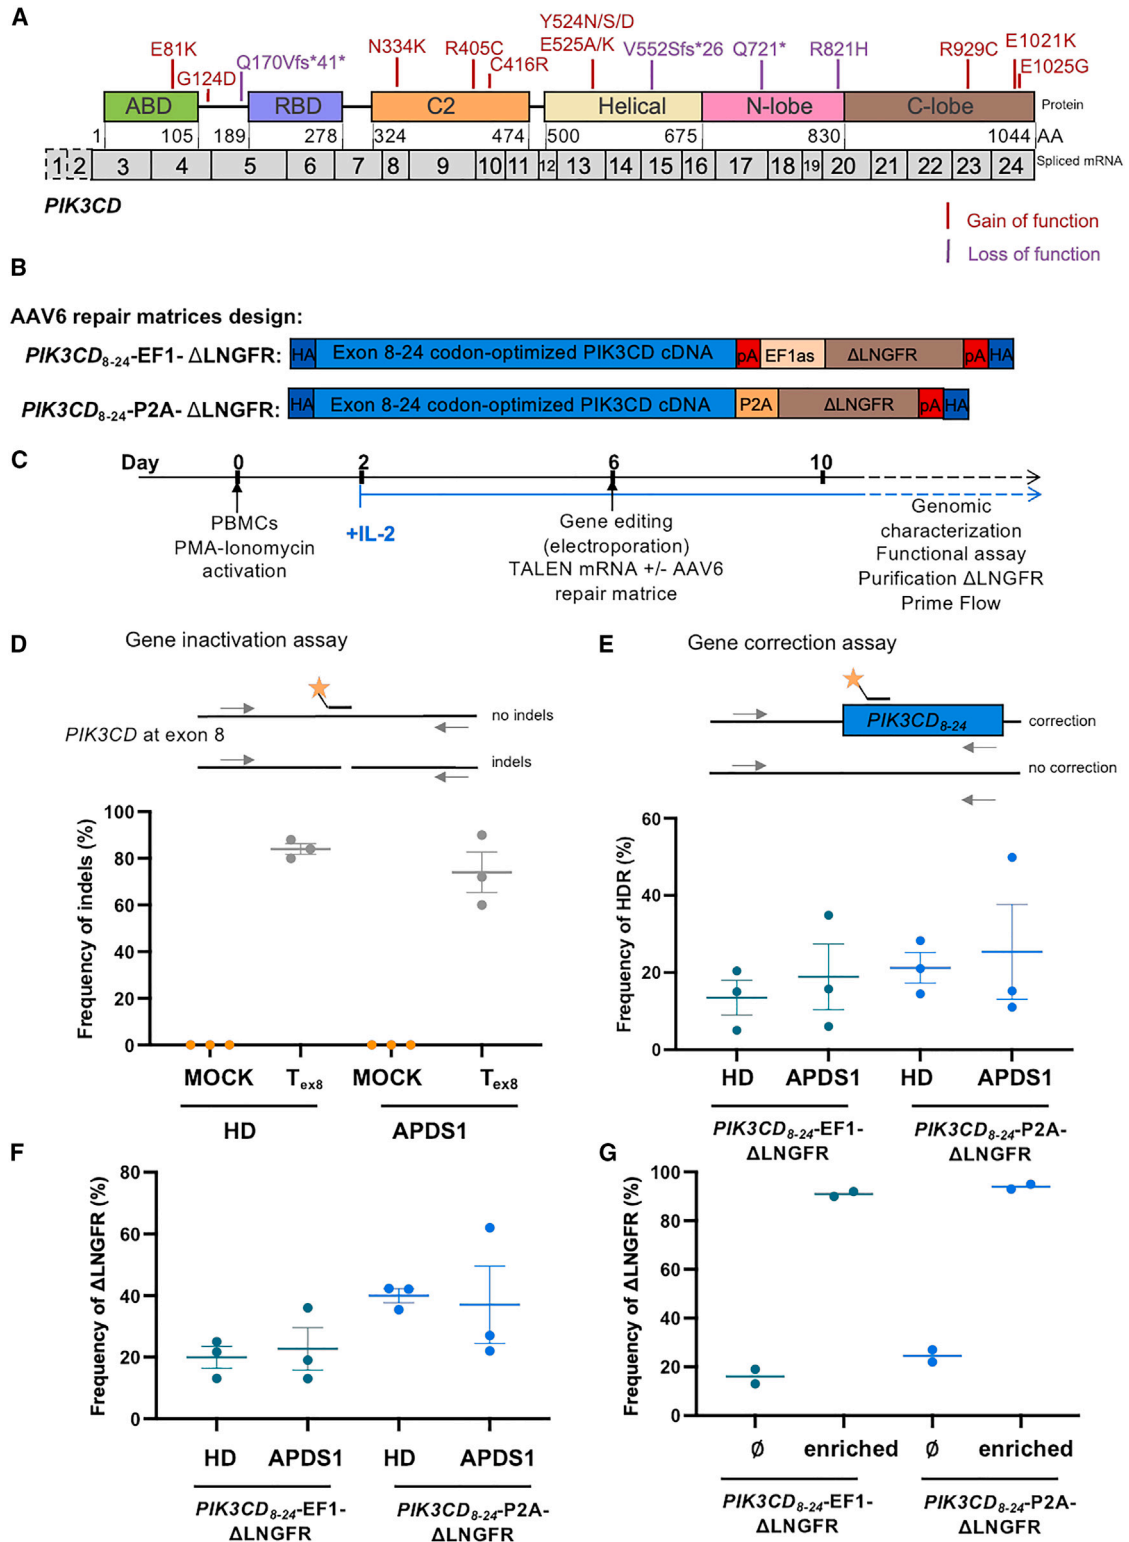 A
E81K
G124D
Q170Vfs*41*
N334K
R405C
C416R
Y524N/S/D
E525A/K
V552Sfs*26
Q721*
R821H
R929C
E1021K
E1025G
ABD
RBD
C2
Helical
N-lobe
C-lobe
Protein
1 105 189 278 324 474 500 675 830 1044 AA
1 2 3 4 5 6 7 8 9 10 11 12 13 14 15 16 17 18 19 20 21 22 23 24 Spliced mRNA
PIK3CD
Gain of function
Loss of function
B
AAV6 repair matrices design:
PIK3CD8-24-EF1- ΔLNGFR: HA Exon 8-24 codon-optimized PIK3CD cDNA pA EF1as ΔLNGFR pA HA
PIK3CD8-24-P2A- ΔLNGFR: HA Exon 8-24 codon-optimized PIK3CD cDNA P2A ΔLNGFR pA HA
C
Day 0 2 6 10
PBMCs
PMA-Ionomycin
activation
+IL-2
Gene editing
(electroporation)
TALEN mRNA +/- AAV6
repair matrice
Genomic
characterization
Functional assay
Purification ΔLNGFR
Prime Flow
D
Gene inactivation assay
no indels
PIK3CD at exon 8
indels
Frequency of indels (%)
100
80
60
40
20
0
MOCK Tex8 MOCK Tex8
HD APDS1
E
Gene correction assay
PIK3CD8-24
correction
no correction
Frequency of HDR (%)
60
40
20
0
HD APDS1 HD APDS1
PIK3CD8-24-EF1-
ΔLNGFR
PIK3CD8-24-P2A-
ΔLNGFR
F
Frequency of ΔLNGFR (%)
80
60
40
20
0
HD APDS1 HD APDS1
PIK3CD8-24-EF1-
ΔLNGFR
PIK3CD8-24-P2A-
ΔLNGFR
G
Frequency of ΔLNGFR (%)
100
80
60
40
20
0
Ø enriched Ø enriched
PIK3CD8-24-EF1-
ΔLNGFR
PIK3CD8-24-P2A-
ΔLNGFR